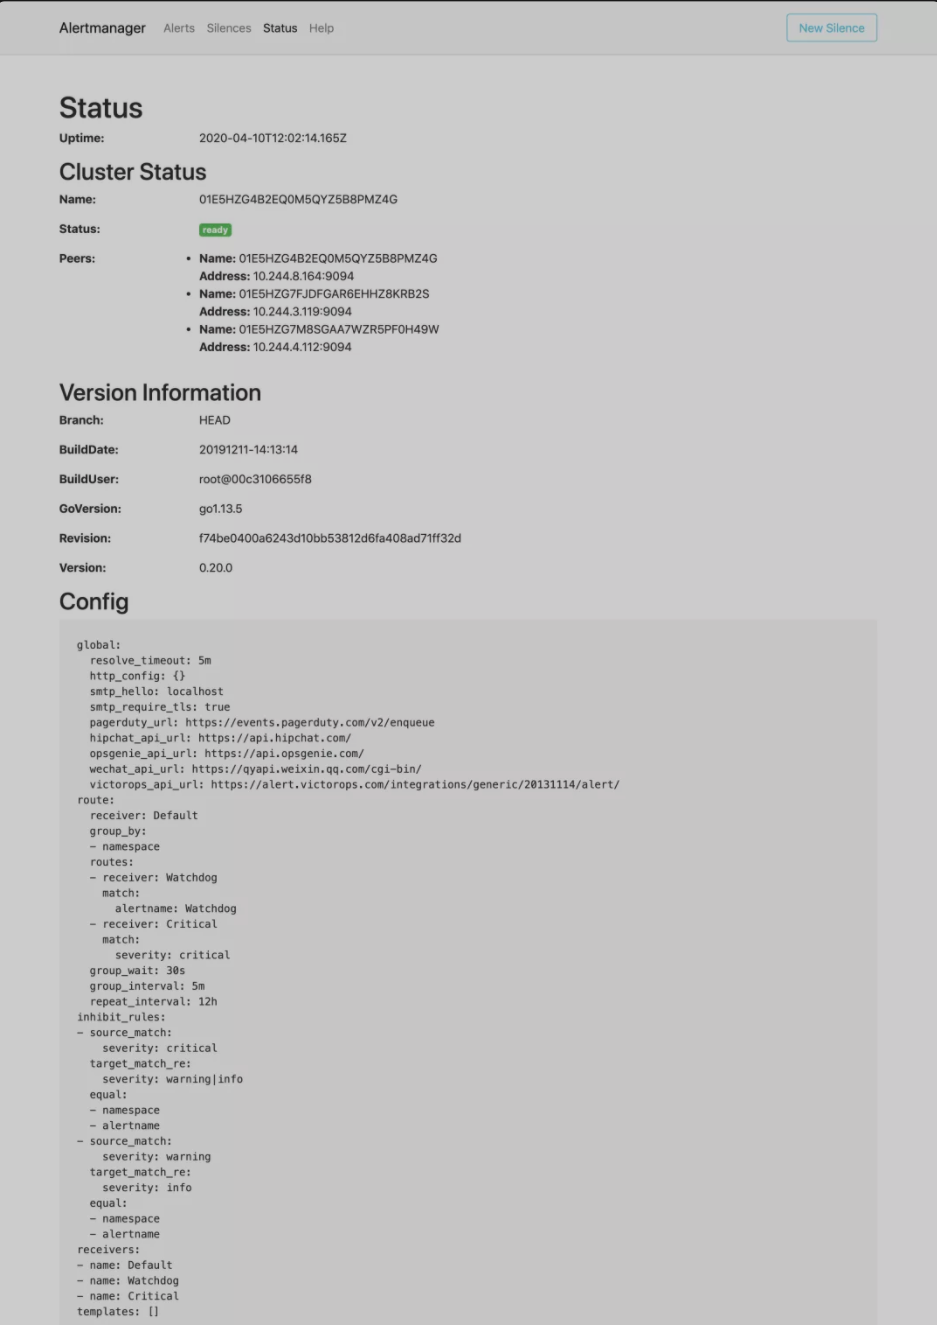 Alertmanager Alerts Silences Status Help New Silence
Status
Uptime: 2020-04-10T12:02:14.165Z
Cluster Status
Name: 01E5HZG4B2EQ0M5QYZ5B8PMZ4G
Status: ready
Peers: • Name: 01E5HZG4B2EQ0M5QYZ5B8PMZ4G
Address: 10.244.8.164:9094
• Name: 01E5HZG7FJDFGAR6EHHZ8KRB2S
Address: 10.244.3.119:9094
• Name: 01E5HZG7M8SGAA7WZR5PF0H49W
Address: 10.244.4.112:9094
Version Information
Branch: HEAD
BuildDate: 20191211-14:13:14
BuildUser: root@00c3106655f8
GoVersion: go1.13.5
Revision: f74be0400a6243d10bb53812d6fa408ad71ff32d
Version: 0.20.0
Config
global:
  resolve_timeout: 5m
  http_config: {}
  smtp_hello: localhost
  smtp_require_tls: true
  pagerduty_url: https://events.pagerduty.com/v2/enqueue
  hipchat_api_url: https://api.hipchat.com/
  opsgenie_api_url: https://api.opsgenie.com/
  wechat_api_url: https://qyapi.weixin.qq.com/cgi-bin/
  victorops_api_url: https://alert.victorops.com/integrations/generic/20131114/alert/
route:
  receiver: Default
  group_by:
  - namespace
  routes:
  - receiver: Watchdog
    match:
      alertname: Watchdog
  - receiver: Critical
    match:
      severity: critical
  group_wait: 30s
  group_interval: 5m
  repeat_interval: 12h
inhibit_rules:
- source_match:
    severity: critical
  target_match_re:
    severity: warning|info
  equal:
  - namespace
  - alertname
- source_match:
    severity: warning
  target_match_re:
    severity: info
  equal:
  - namespace
  - alertname
receivers:
- name: Default
- name: Watchdog
- name: Critical
templates: []